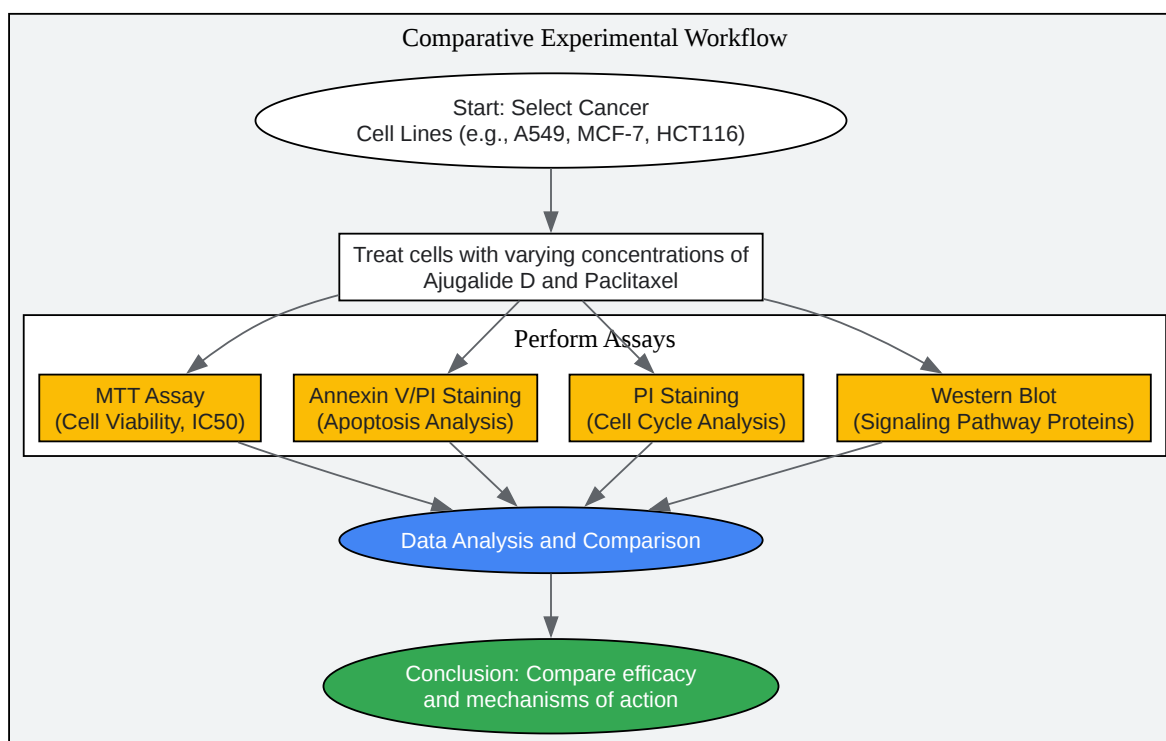 Comparative Experimental Workflow
Start: Select Cancer
Cell Lines (e.g., A549, MCF-7, HCT116)
Treat cells with varying concentrations of
Ajugalide D and Paclitaxel
Perform Assays
MTT Assay
(Cell Viability, IC50)
Annexin V/PI Staining
(Apoptosis Analysis)
PI Staining
(Cell Cycle Analysis)
Western Blot
(Signaling Pathway Proteins)
Data Analysis and Comparison
Conclusion: Compare efficacy
and mechanisms of action